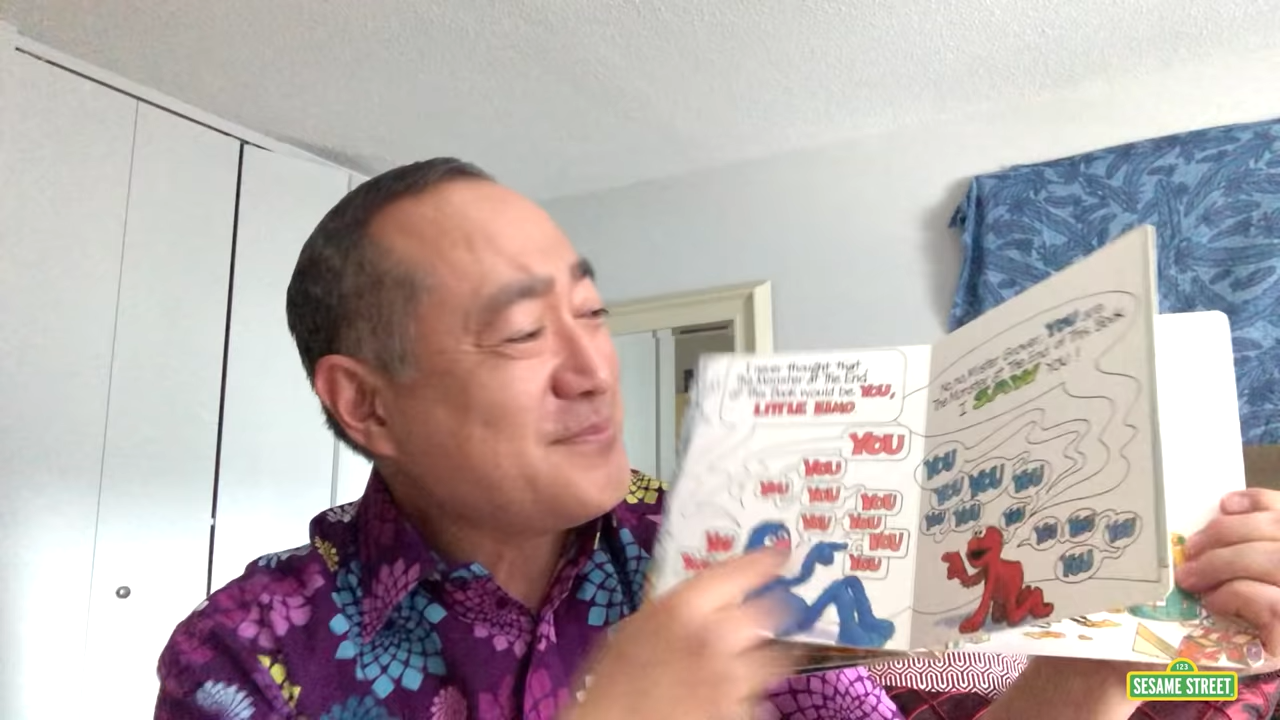 I never thought that
the Monster at the End
of This Book would be YOU,
LITTLE ELMO
YOU
YOU
YOU YOU YOU
YOU YOU
YOU
YOU
No, no, Mister Grover, YOU are
The Monster at The End of This Book
I SAW YOU!
YOU
YOU YOU YOU
YOU YOU YOU
YOU YOU YOU
YOU
123
SESAME STREET